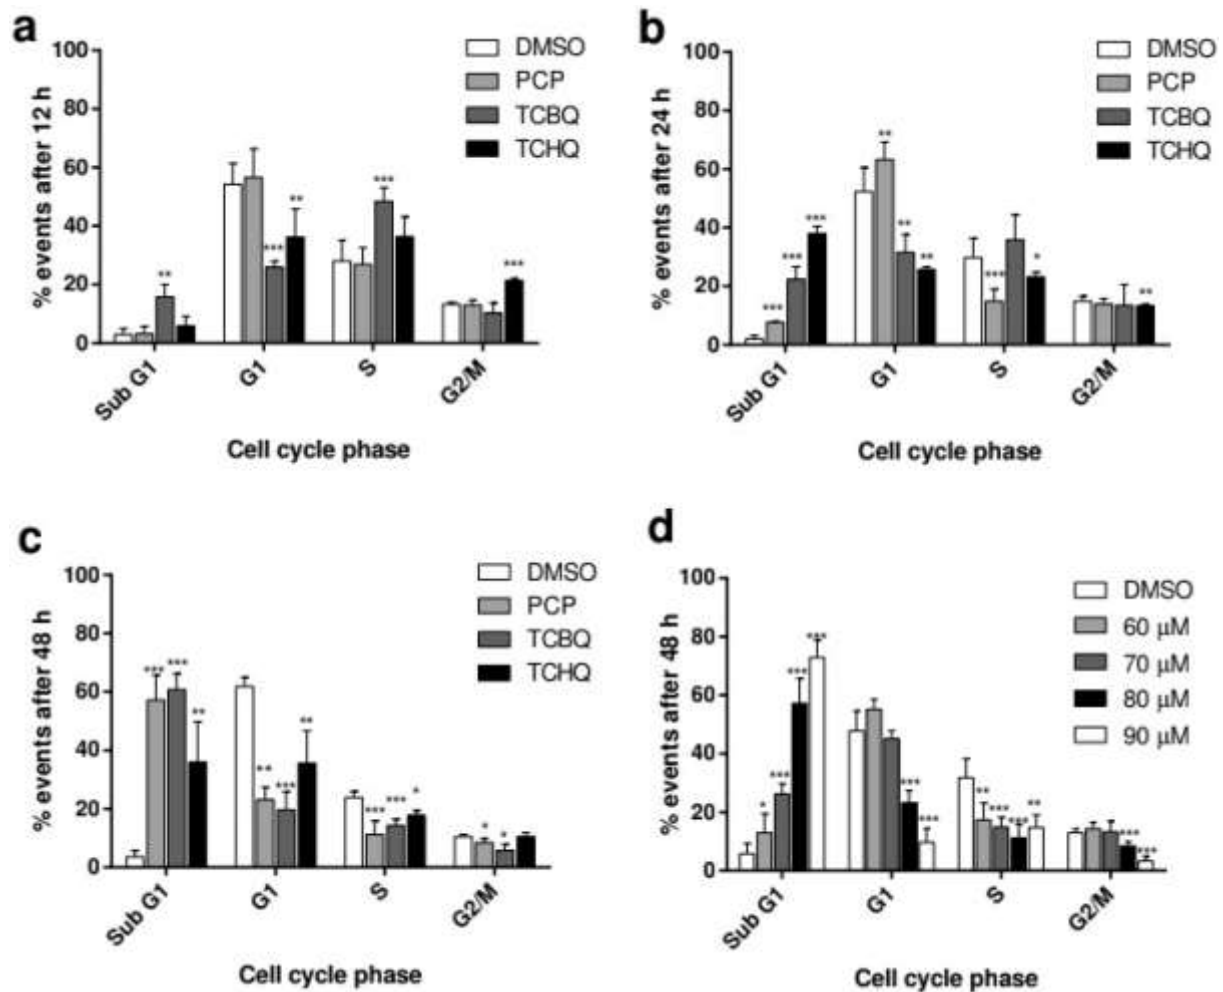 a
% events after 12 h
100
80
60
40
20
0
DMSO
PCP
TCBQ
TCHQ
**
***
**
***
***
Sub G1
G1
S
G2/M
Cell cycle phase
b
% events after 24 h
100
80
60
40
20
0
DMSO
PCP
TCBQ
TCHQ
***
***
***
**
**
**
***
*
**
Sub G1
G1
S
G2/M
Cell cycle phase
c
% events after 48 h
100
80
60
40
20
0
DMSO
PCP
TCBQ
TCHQ
***
***
**
**
***
**
***
***
*
*
*
Sub G1
G1
S
G2/M
Cell cycle phase
d
% events after 48 h
100
80
60
40
20
0
DMSO
60 µM
70 µM
80 µM
90 µM
*
***
***
***
***
***
**
***
***
**
***
***
Sub G1
G1
S
G2/M
Cell cycle phase